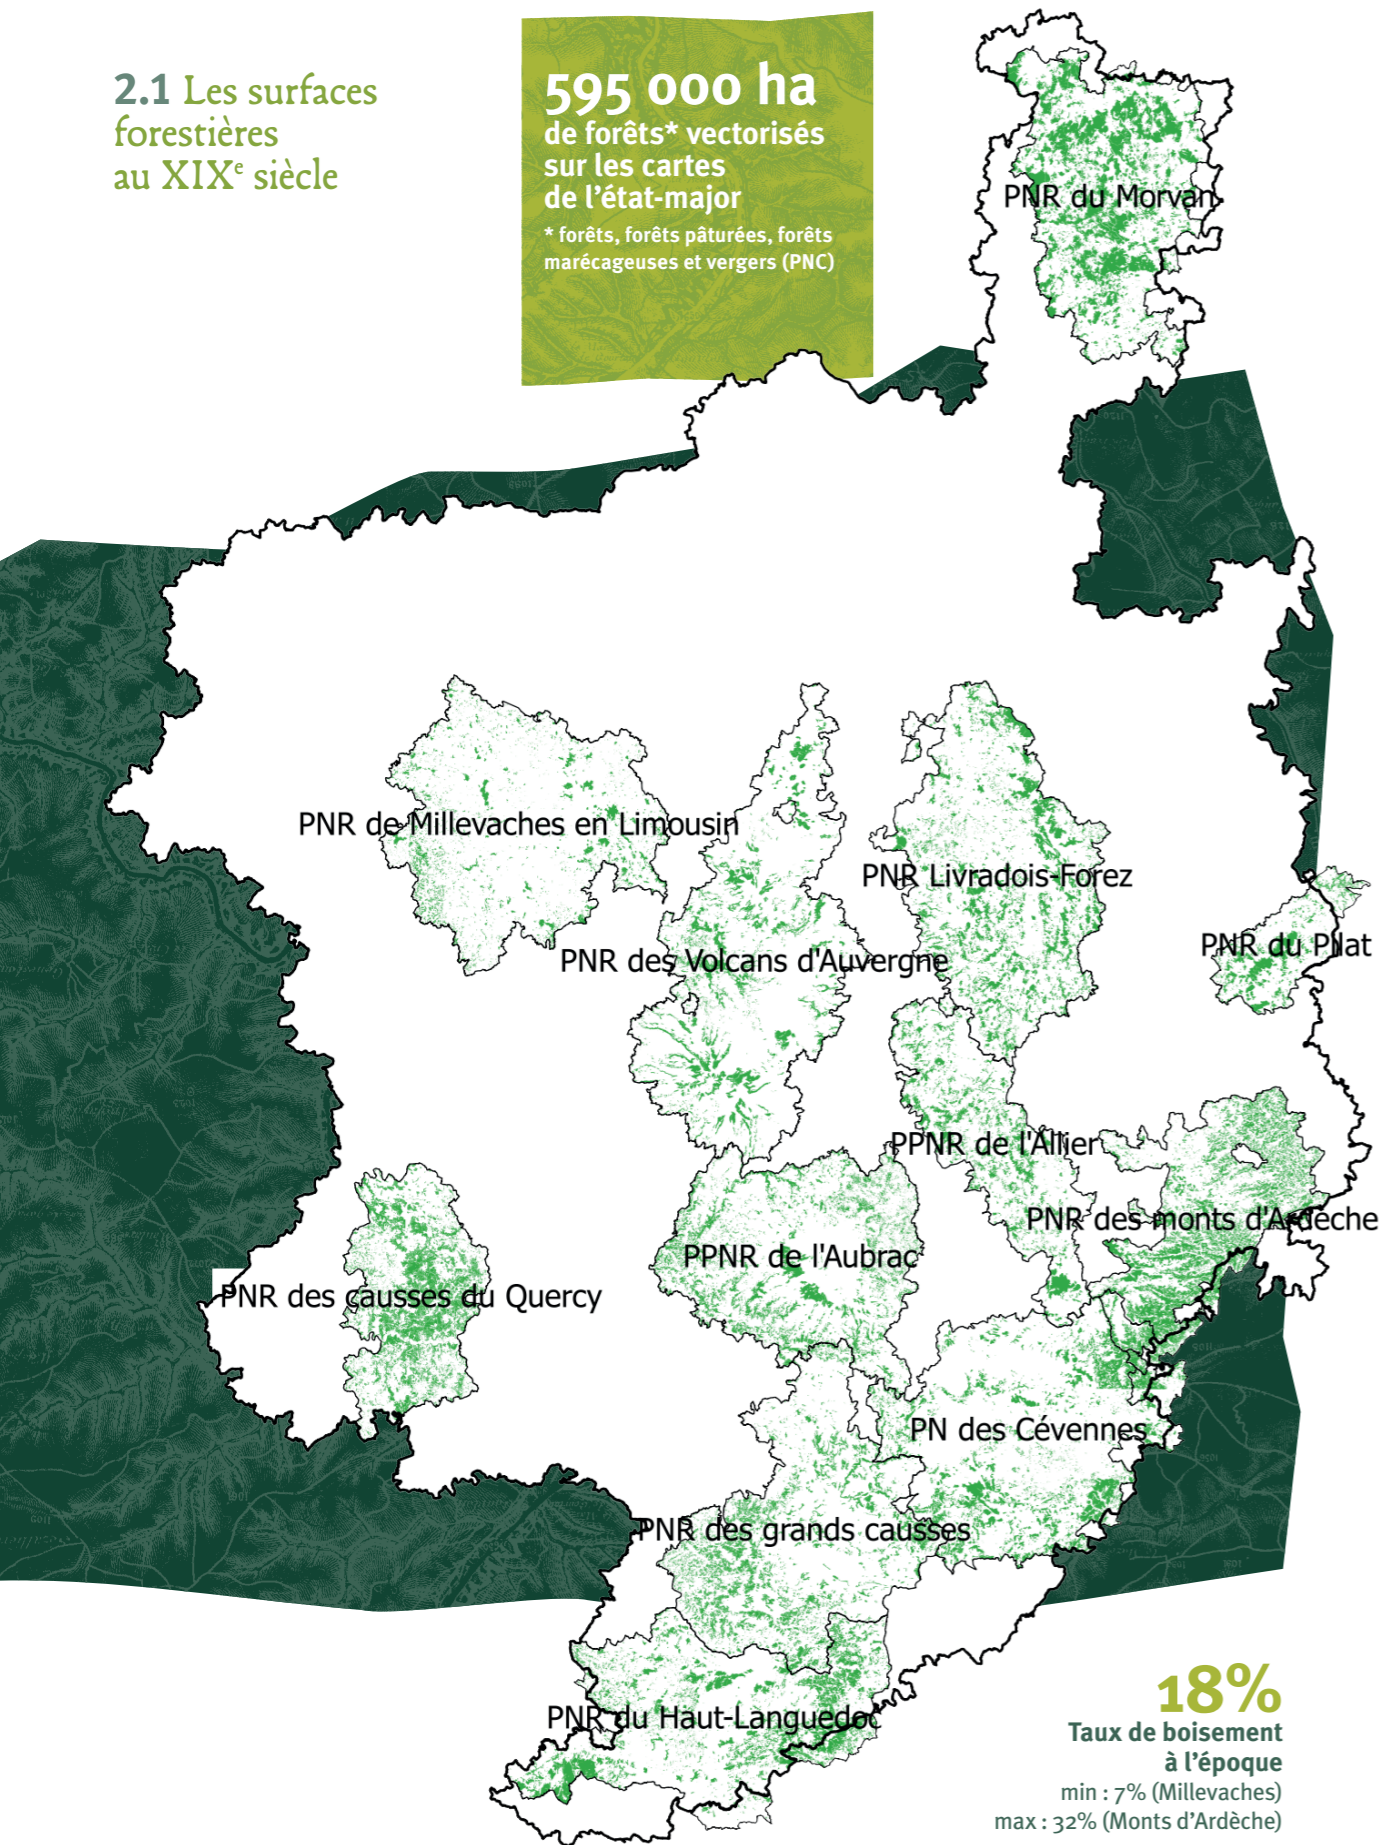 2.1 Les surfaces
forestières
au XIXe siècle
595 000 ha
de forêts* vectorisés
sur les cartes
de l'état-major
* forêts, forêts pâturées, forêts
marécageuses et vergers (PNC)
PNR du Morvan
PNR de Millevaches en Limousin
PNR Livradois-Forez
PNR du Pilat
PNR des Volcans d'Auvergne
PPNR de l'Allier
PNR des monts d'Ardèche
PPNR de l'Aubrac
PNR des causses du Quercy
PN des Cévennes
PNR des grands causses
PNR du Haut-Languedoc
18%
Taux de boisement
à l'époque
min : 7% (Millevaches)
max : 32% (Monts d'Ardèche)